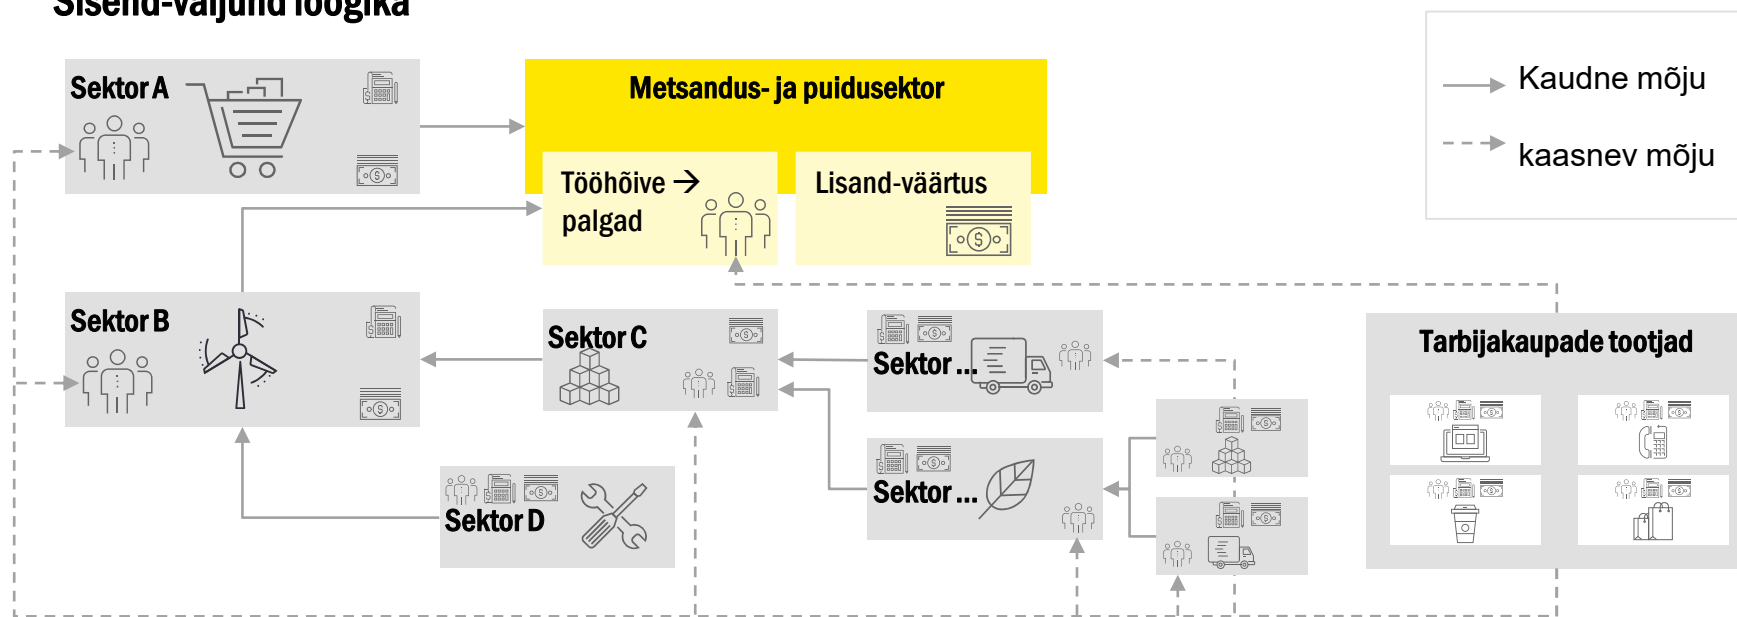 Sisend-väljund loogika
Sektor A
Metsandus- ja puidusektor
Kaudne mõju
kaasnev mõju
Tööhõive →
palgad
Lisand-väärtus
Sektor B
Sektor C
Sektor ...
Tarbijakaupade tootjad
Sektor ...
Sektor D